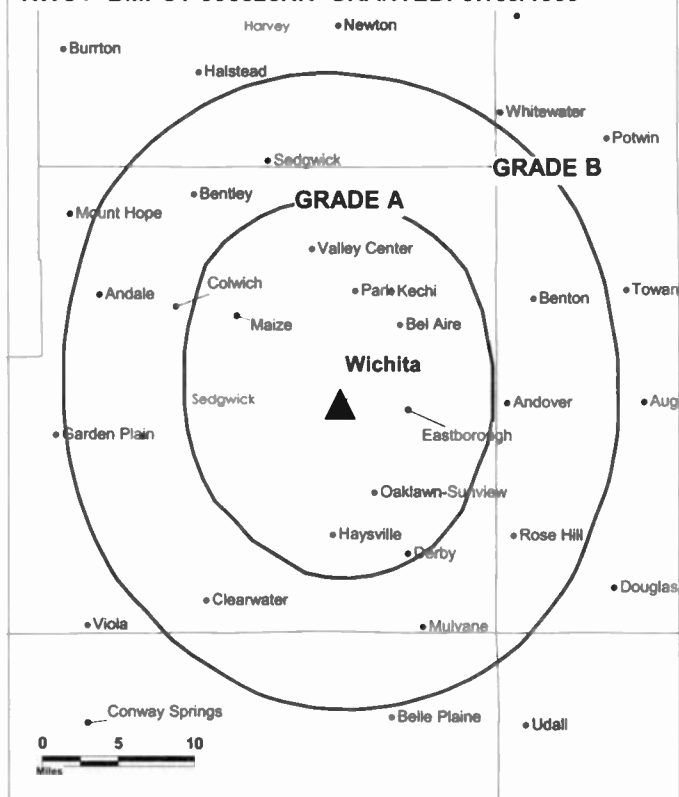 Harvey
Newton
Burrton
Halstead
Whitewater
Potwin
Sedgwick
GRADE B
Bentley
GRADE A
Mount Hope
Valley Center
Colwich
Andale
Park
Kechi
Benton
Towan
Maize
Bel Aire
Wichita
Sedgwick
Andover
Aug
Eastborough
Garden Plain
Oaklawn-Sunview
Haysville
Rose Hill
Derby
Douglas
Clearwater
Viola
Mulvane
Conway Springs
Belle Plaine
Udall
0 5 10
Miles